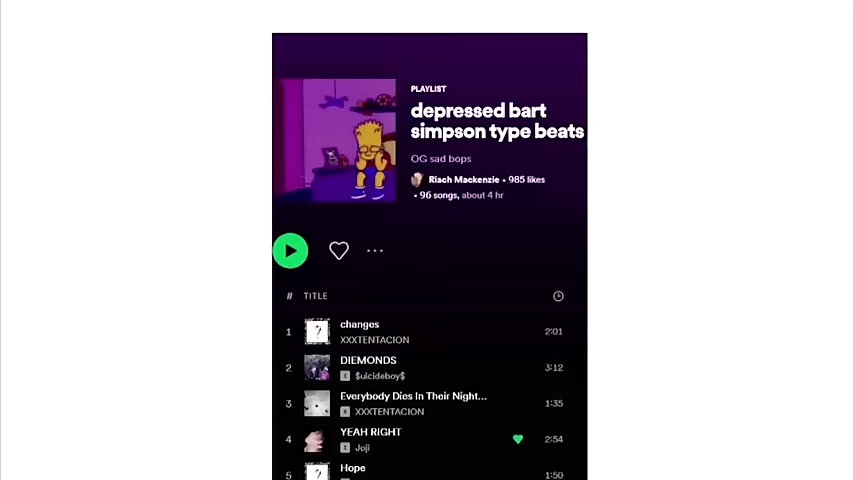 PLAYLIST
depressed bart
simpson type beats
OG sad bops
Riach Mackenzie • 985 likes
• 96 songs, about 4 hr
# TITLE
1 changes 2:01
XXXTENTACION
2 DIEMONDS 3:12
E $uicideboy$
3 Everybody Dies In Their Night... 1:35
E XXXTENTACION
4 YEAH RIGHT 2:54
E Joji
5 Hope 1:50
?
?